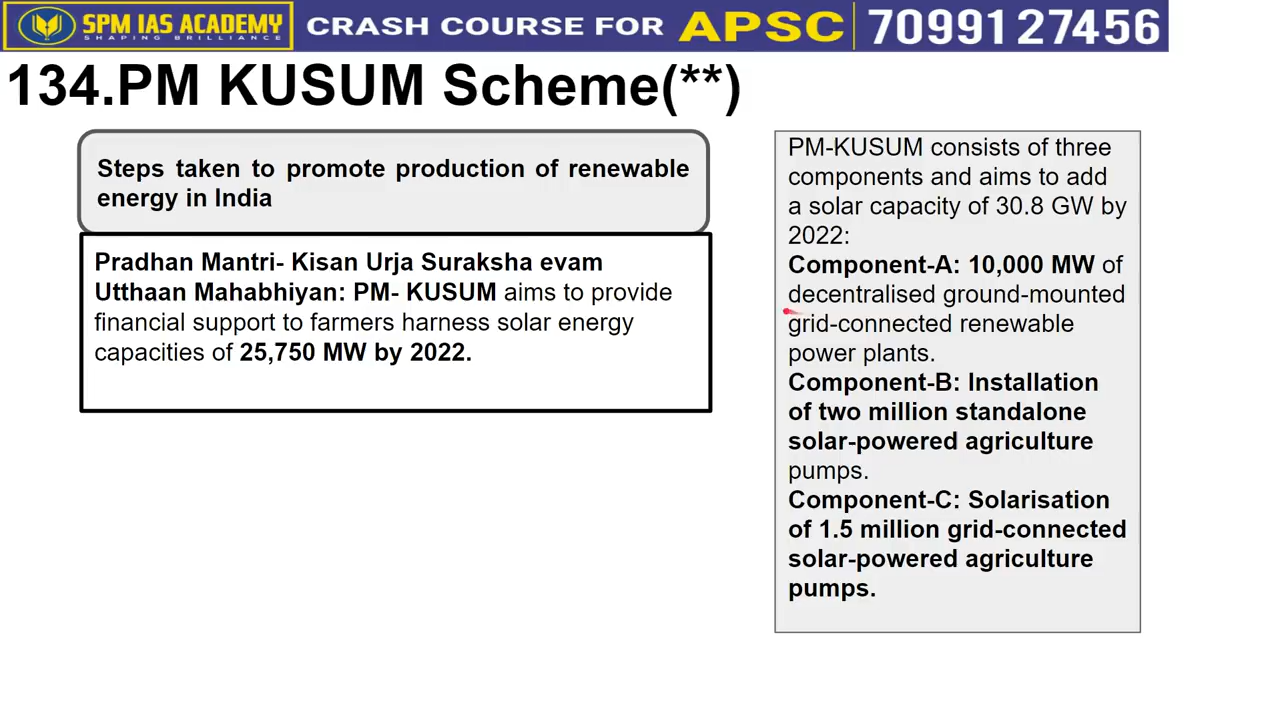 SPM IAS ACADEMY
SHAPING BRILLIANCE
CRASH COURSE FOR APSC 70991 27456
134.PM KUSUM Scheme(**)
Steps taken to promote production of renewable
energy in India
Pradhan Mantri- Kisan Urja Suraksha evam
Utthaan Mahabhiyan: PM- KUSUM aims to provide
financial support to farmers harness solar energy
capacities of 25,750 MW by 2022.
PM-KUSUM consists of three
components and aims to add
a solar capacity of 30.8 GW by
2022:
Component-A: 10,000 MW of
decentralised ground-mounted
grid-connected renewable
power plants.
Component-B: Installation
of two million standalone
solar-powered agriculture
pumps.
Component-C: Solarisation
of 1.5 million grid-connected
solar-powered agriculture
pumps.